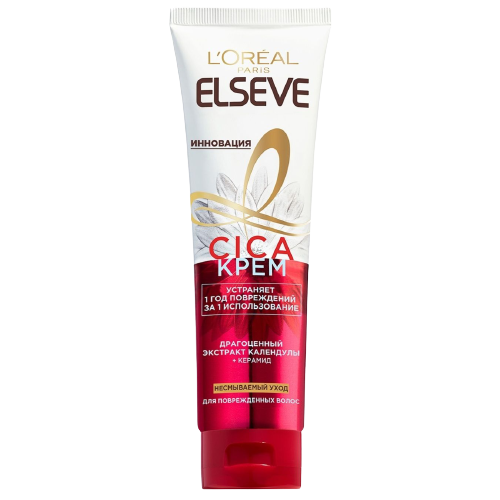 L'ORÉAL
PARIS
ELSEVE
ИННОВАЦИЯ
CICA
КРЕМ
УСТРАНЯЕТ
1 ГОД ПОВРЕЖДЕНИЙ
ЗА 1 ИСПОЛЬЗОВАНИЕ
ДРАГОЦЕННЫЙ
ЭКСТРАКТ КАЛЕНДУЛЫ
+ КЕРАМИД
НЕСМЫВАЕМЫЙ УХОД
ДЛЯ ПОВРЕЖДЕННЫХ ВОЛОС